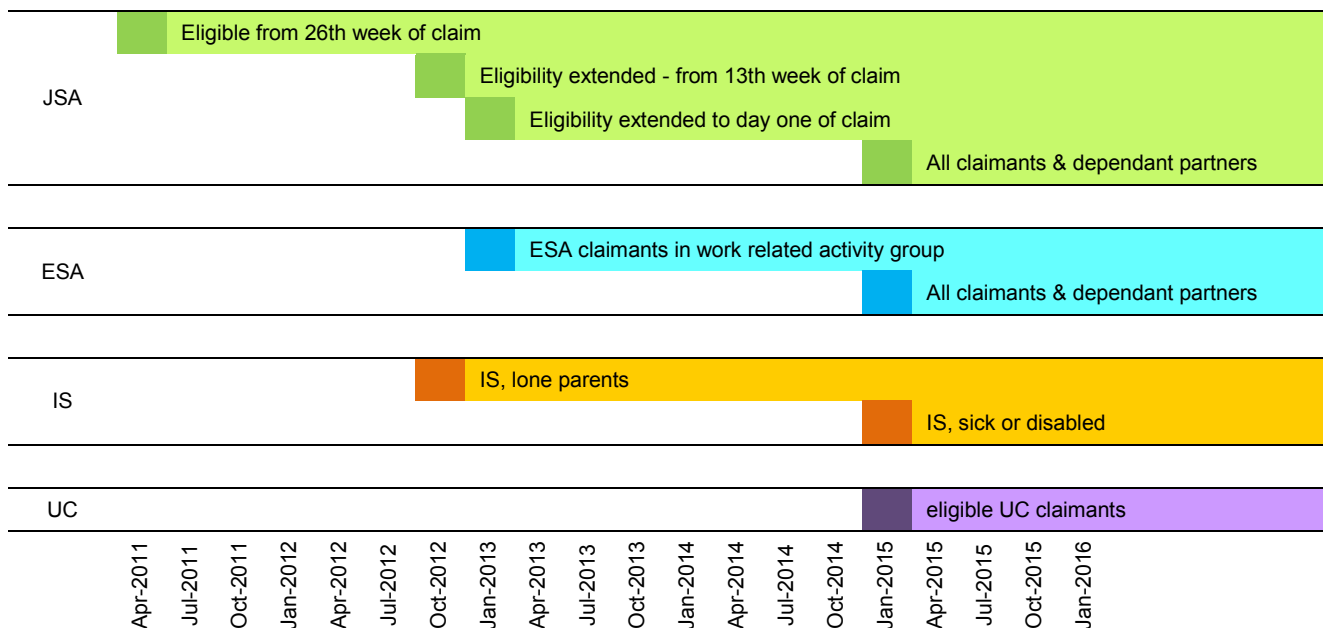 JSA
Eligible from 26th week of claim
Eligibility extended - from 13th week of claim
Eligibility extended to day one of claim
All claimants & dependant partners
ESA
ESA claimants in work related activity group
All claimants & dependant partners
IS
IS, lone parents
IS, sick or disabled
UC
eligible UC claimants
Apr-2011
Jul-2011
Oct-2011
Jan-2012
Apr-2012
Jul-2012
Oct-2012
Jan-2013
Apr-2013
Jul-2013
Oct-2013
Jan-2014
Apr-2014
Jul-2014
Oct-2014
Jan-2015
Apr-2015
Jul-2015
Oct-2015
Jan-2016